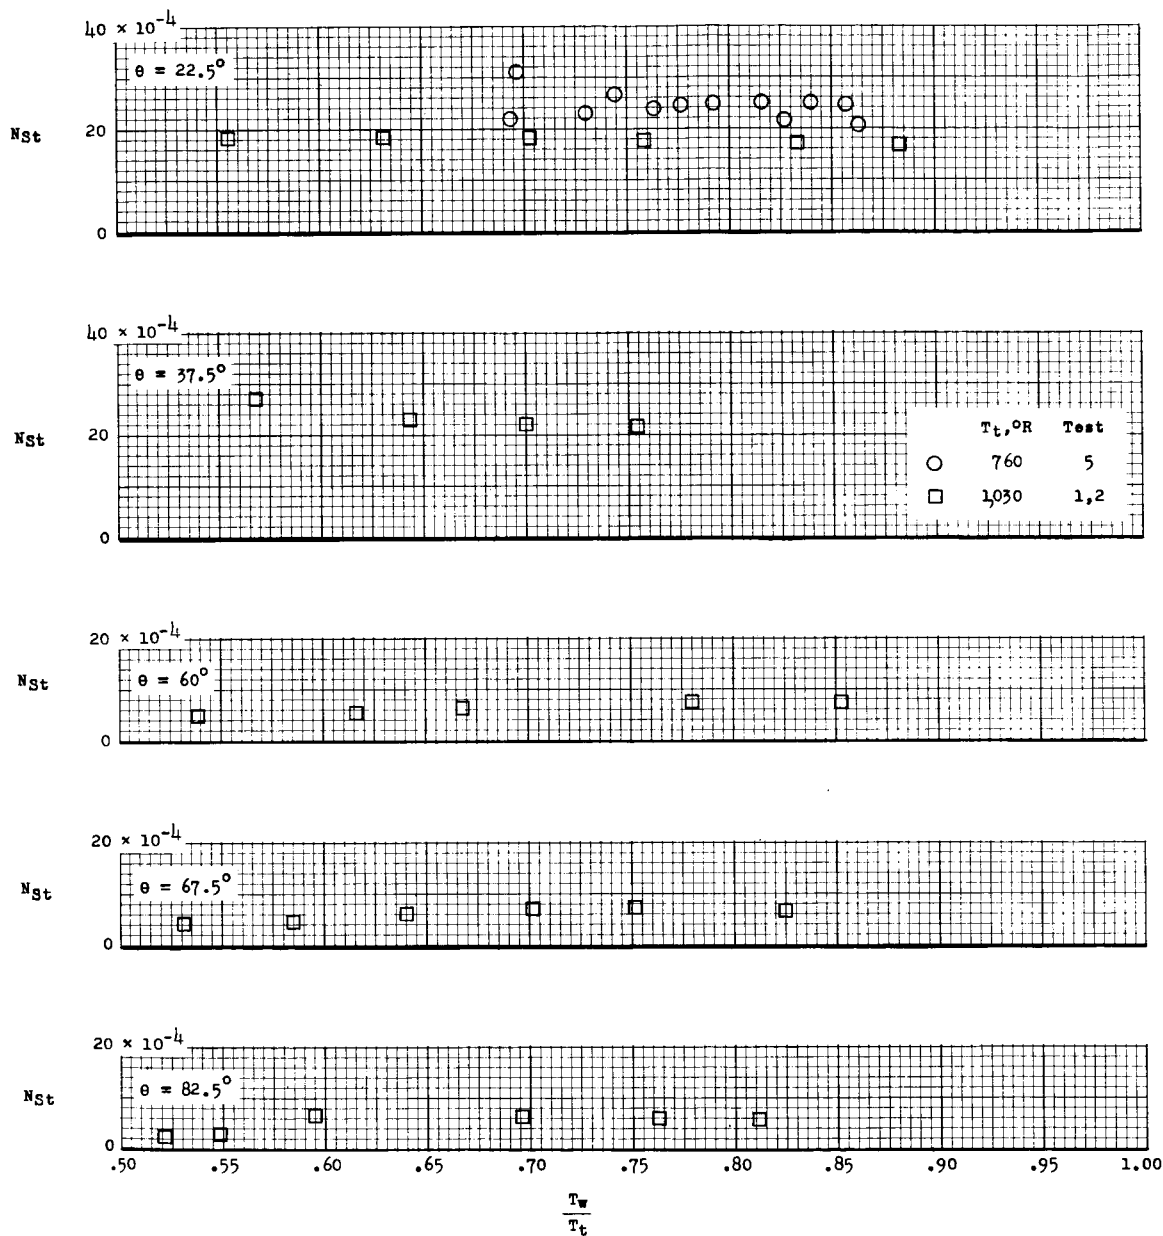 40 × 10⁻⁴
θ = 22.5°
N_St
20
0
40 × 10⁻⁴
θ = 37.5°
N_St
20
0
T_t, °R Test
760 5
1,030 1,2
20 × 10⁻⁴
θ = 60°
N_St
0
20 × 10⁻⁴
θ = 67.5°
N_St
0
20 × 10⁻⁴
θ = 82.5°
N_St
0
.50 .55 .60 .65 .70 .75 .80 .85 .90 .95 1.00
T_w
T_t